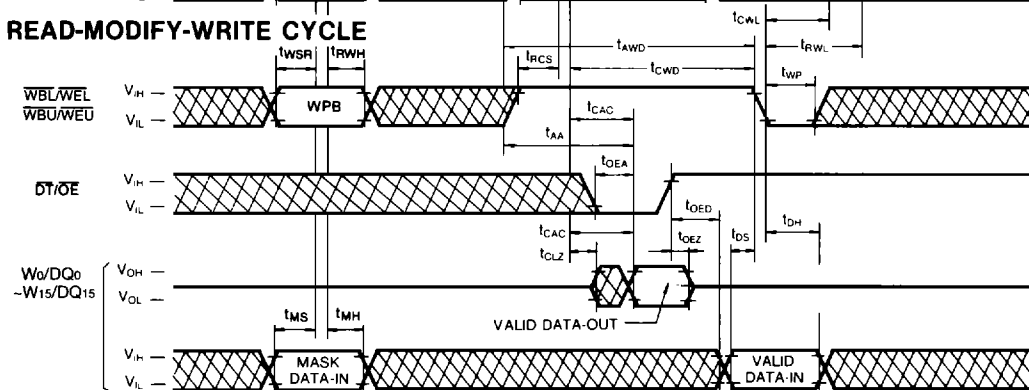 tCWL
READ-MODIFY-WRITE CYCLE
tAWD
tRWL
tWSR tRWH
tRCS
tCWD
tWP
WBL/WEL
WBU/WEU
VIH
VIL
WPB
tCAC
tAA
tOEA
DT/OE
VIH
VIL
tOED
tCAC
tOEZ
tDS
tDH
tCLZ
W0/DQ0
~W15/DQ15
VOH
VOL
tMS tMH
VALID DATA-OUT
VIH
VIL
MASK
DATA-IN
VALID
DATA-IN